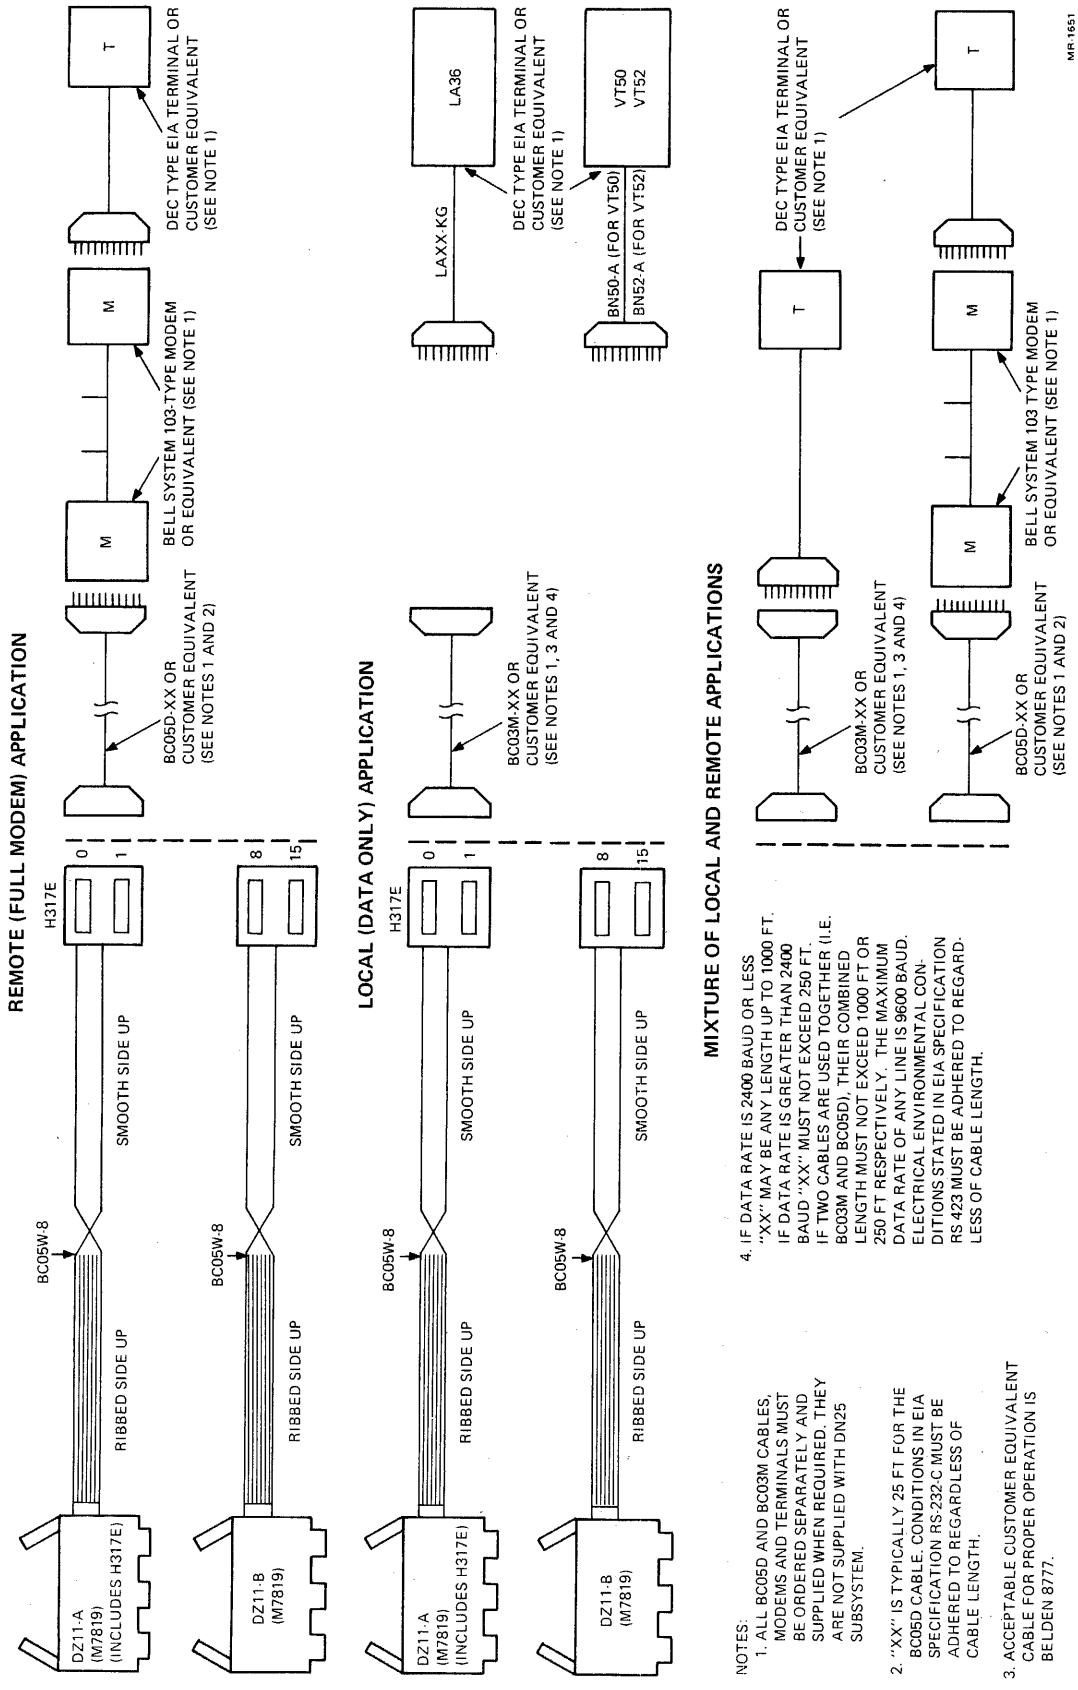 REMOTE (FULL MODEM) APPLICATION
DZ11-A
(M7819)
(INCLUDES H317E)
RIBBED SIDE UP
BC05W-8
SMOOTH SIDE UP
H317E
0
1
BC05D-XX OR
CUSTOMER EQUIVALENT
(SEE NOTES 1 AND 2)
M
BELL SYSTEM 103-TYPE MODEM
OR EQUIVALENT (SEE NOTE 1)
M
DEC TYPE EIA TERMINAL OR
CUSTOMER EQUIVALENT
(SEE NOTE 1)
T
DZ11-B
(M7819)
RIBBED SIDE UP
BC05W-8
SMOOTH SIDE UP
8
15
LOCAL (DATA ONLY) APPLICATION
DZ11-A
(M7819)
(INCLUDES H317E)
RIBBED SIDE UP
BC05W-8
SMOOTH SIDE UP
H317E
0
1
BC03M-XX OR
CUSTOMER EQUIVALENT
(SEE NOTES 1, 3 AND 4)
LAXX-KG
LA36
DEC TYPE EIA TERMINAL OR
CUSTOMER EQUIVALENT
(SEE NOTE 1)
DZ11-B
(M7819)
RIBBED SIDE UP
BC05W-8
SMOOTH SIDE UP
8
15
BN50-A (FOR VT50)
BN52-A (FOR VT52)
VT50
VT52
MIXTURE OF LOCAL AND REMOTE APPLICATIONS
BC03M-XX OR
CUSTOMER EQUIVALENT
(SEE NOTES 1, 3 AND 4)
T
DEC TYPE EIA TERMINAL OR
CUSTOMER EQUIVALENT
(SEE NOTE 1)
BC05D-XX OR
CUSTOMER EQUIVALENT
(SEE NOTES 1 AND 2)
M
BELL SYSTEM 103 TYPE MODEM
OR EQUIVALENT (SEE NOTE 1)
M
T
NOTES:
1. ALL BC05D AND BC03M CABLES,
MODEMS AND TERMINALS MUST
BE ORDERED SEPARATELY AND
SUPPLIED WHEN REQUIRED. THEY
ARE NOT SUPPLIED WITH DN25
SUBSYSTEM.
2. "XX" IS TYPICALLY 25 FT FOR THE
BC05D CABLE. CONDITIONS IN EIA
SPECIFICATION RS-232-C MUST BE
ADHERED TO REGARDLESS OF
CABLE LENGTH.
3. ACCEPTABLE CUSTOMER EQUIVALENT
CABLE FOR PROPER OPERATION IS
BELDEN 8777.
4. IF DATA RATE IS 2400 BAUD OR LESS
"XX" MAY BE ANY LENGTH UP TO 1000 FT.
IF DATA RATE IS GREATER THAN 2400
BAUD "XX" MUST NOT EXCEED 250 FT.
IF TWO CABLES ARE USED TOGETHER (I.E.
BC03M AND BC05D), THEIR COMBINED
LENGTH MUST NOT EXCEED 1000 FT OR
250 FT RESPECTIVELY. THE MAXIMUM
DATA RATE OF ANY LINE IS 9600 BAUD.
ELECTRICAL ENVIRONMENTAL CON-
DITIONS STATED IN EIA SPECIFICATION
RS 423 MUST BE ADHERED TO REGARD-
LESS OF CABLE LENGTH.
MR-1651